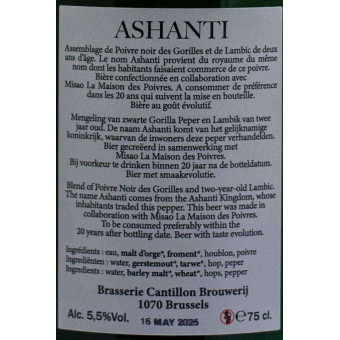 ASHANTI
Assemblage de Poivre noir des Gorilles et de Lambic de deux
ans d'âge. Le nom Ashanti provient du royaume du même
nom dont les habitants faisaient commerce de ce poivre.
Bière confectionnée en collaboration avec
Misao La Maison des Poivres. A consommer de préférence
dans les 20 ans qui suivent la mise en bouteille.
Bière au goût évolutif.
Mengeling van zwarte Gorilla Peper en Lambik van twee
jaar oud. De naam Ashanti komt van het gelijknamige
koninkrijk, waarvan de inwoners deze peper verhandelden.
Bier gecreëerd in samenwerking met
Misao La Maison des Poivres.
Bij voorkeur te drinken binnen 20 jaar na de botteldatum.
Bier met smaakevolutie.
Blend of Poivre Noir des Gorilles and two-year-old Lambic.
The name Ashanti comes from the Ashanti Kingdom, whose
inhabitants traded this pepper. This beer was made in
collaboration with Misao La Maison des Poivres.
To be consumed preferably within the
20 years after bottling date. Beer with taste evolution.
Ingrédients : eau, malt d'orge*, froment*, houblon, poivre
Ingrediënten : water, gerstemout*, tarwe*, hop, peper
Ingredients : water, barley malt*, wheat*, hops, pepper
Brasserie Cantillon Brouwerij
1070 Brussels
Alc. 5,5%Vol. 16 MAY 2025 e 75 cl.